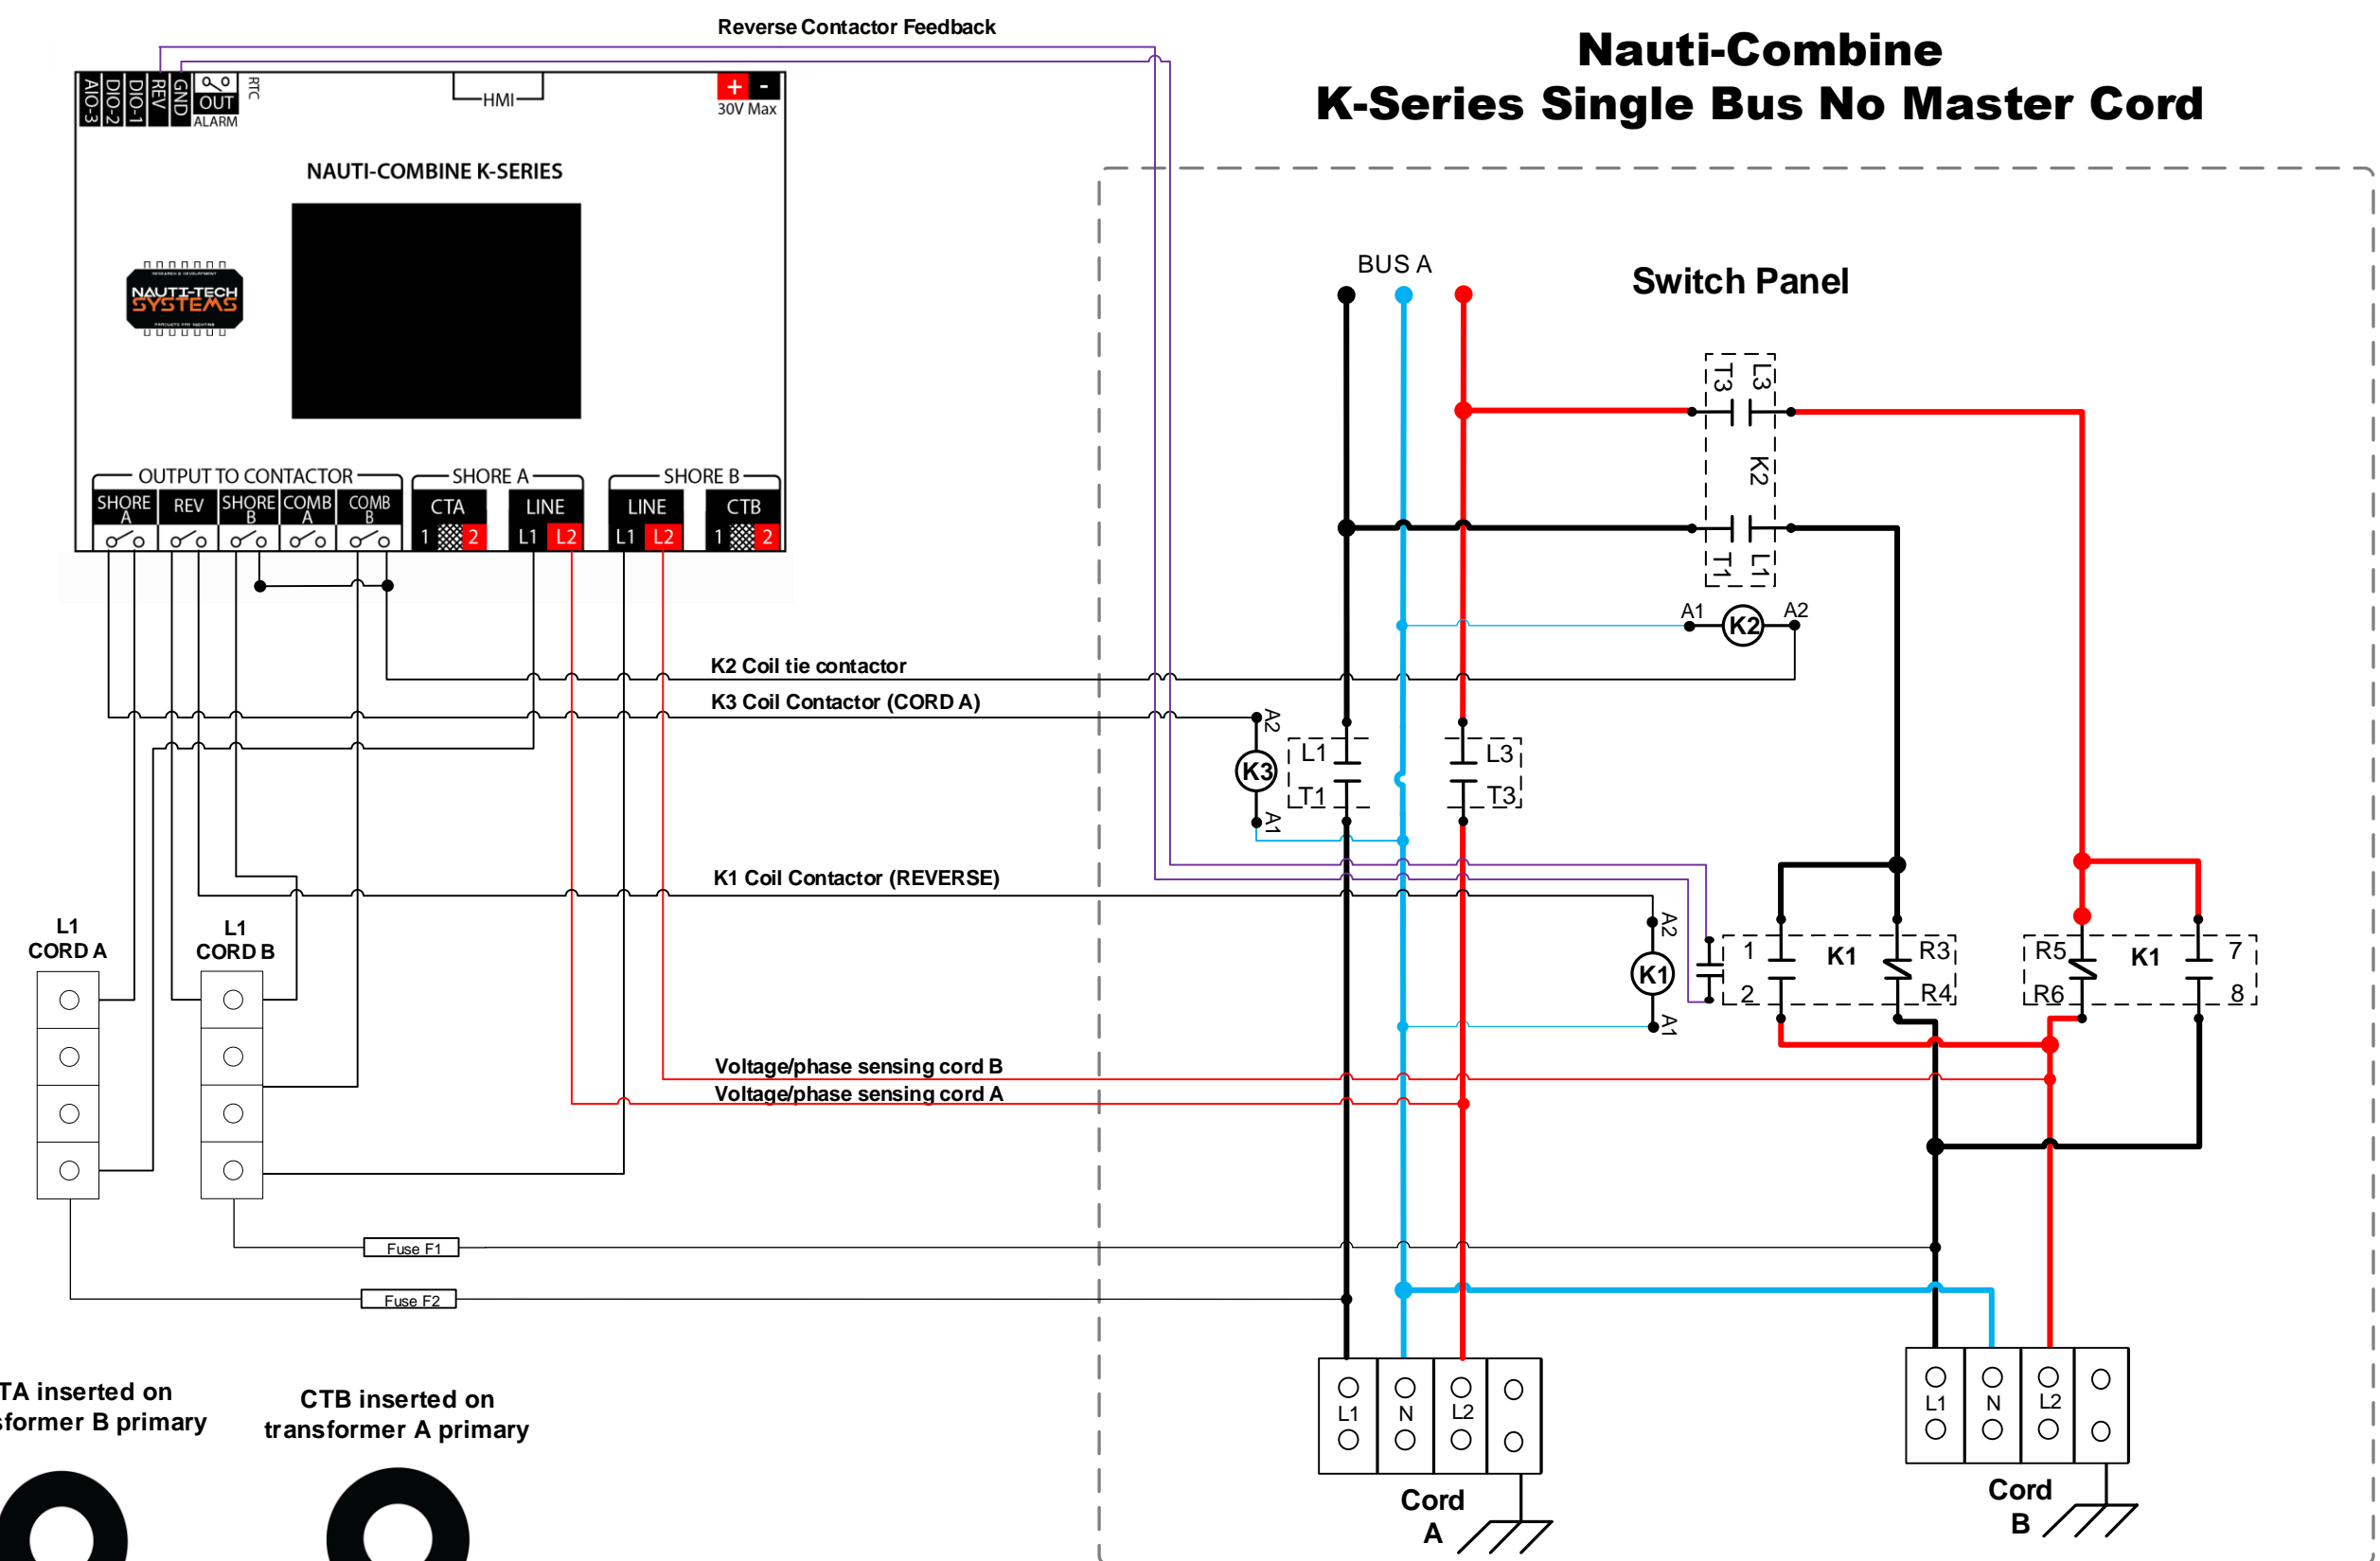 Reverse Contactor Feedback
Nauti-Combine
K-Series Single Bus No Master Cord
AIO-3
DIO-2
DIO-1
REV
GND
OUT
ALARM
RTC
HMI
+ -
30V Max
NAUTI-COMBINE K-SERIES
RESEARCH & DEVELOPMENT
NAUTI-TECH
SYSTEMS
PRODUCTS FOR YACHTING
BUS A
Switch Panel
T3 L3
K2
T1 L1
A1 K2 A2
OUTPUT TO CONTACTOR
SHORE A
SHORE B
SHORE A
REV
SHORE B
COMB A
COMB B
CTA
1 2
LINE
L1 L2
LINE
L1 L2
CTB
1 2
K2 Coil tie contactor
K3 Coil Contactor (CORD A)
A2
K3
A1
L1
T1
L3
T3
K1 Coil Contactor (REVERSE)
L1
CORD A
L1
CORD B
A2
K1
A1
1 K1 R3
2 R4
R5 K1 7
R6 8
Voltage/phase sensing cord B
Voltage/phase sensing cord A
Fuse F1
Fuse F2
L1 N L2
Cord
A
L1 N L2
Cord
B
TA inserted on
sformer B primary
CTB inserted on
transformer A primary